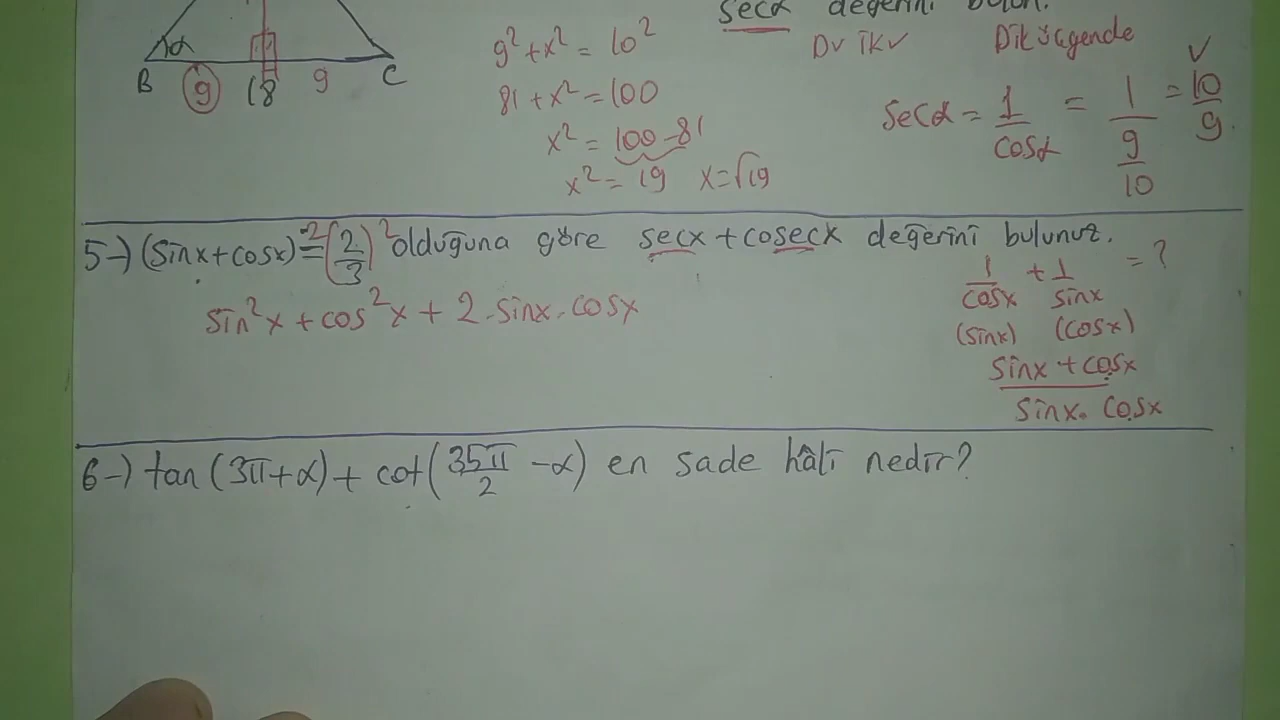 secα değerini bulun.
α
B 9 18 9 C
9² + x² = 10²
81 + x² = 100
x² = 100 - 81
x² = 19 x = √19
Dv İKV Dik üçgende
secα = 1/cosα = 1/(9/10) = 10/9.
5-) (sinx + cosx)² = (2/3)² olduğuna göre secx + cosecx değerini bulunuz.
sin²x + cos²x + 2.sinx.cosx
1/cosx + 1/sinx = ?
(sinx) (cosx)
sinx + cosx
sinx. cosx
6-) tan(3π+α) + cot(35π/2 - α) en sade hâli nedir?